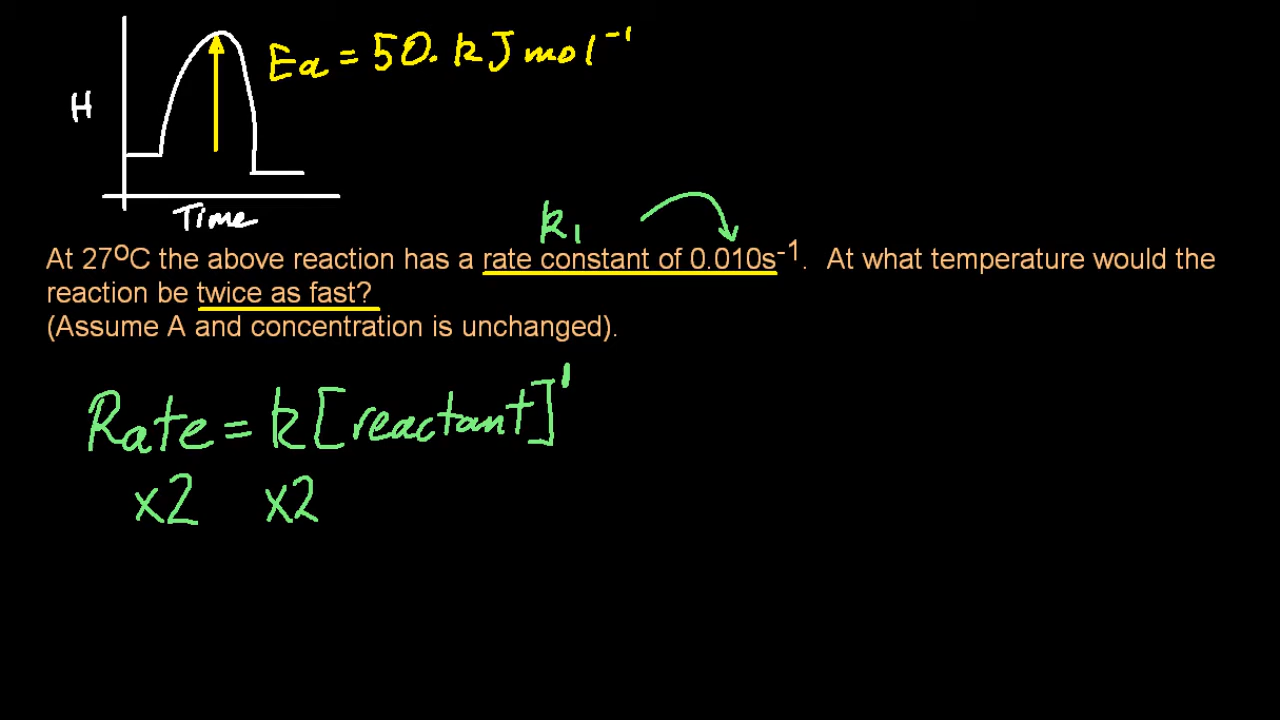 Ea = 50. kJ mol⁻¹
H
Time
k₁
At 27ºC the above reaction has a rate constant of 0.010s⁻¹. At what temperature would the
reaction be twice as fast?
(Assume A and concentration is unchanged).
Rate = k [reactant]¹
x2 x2